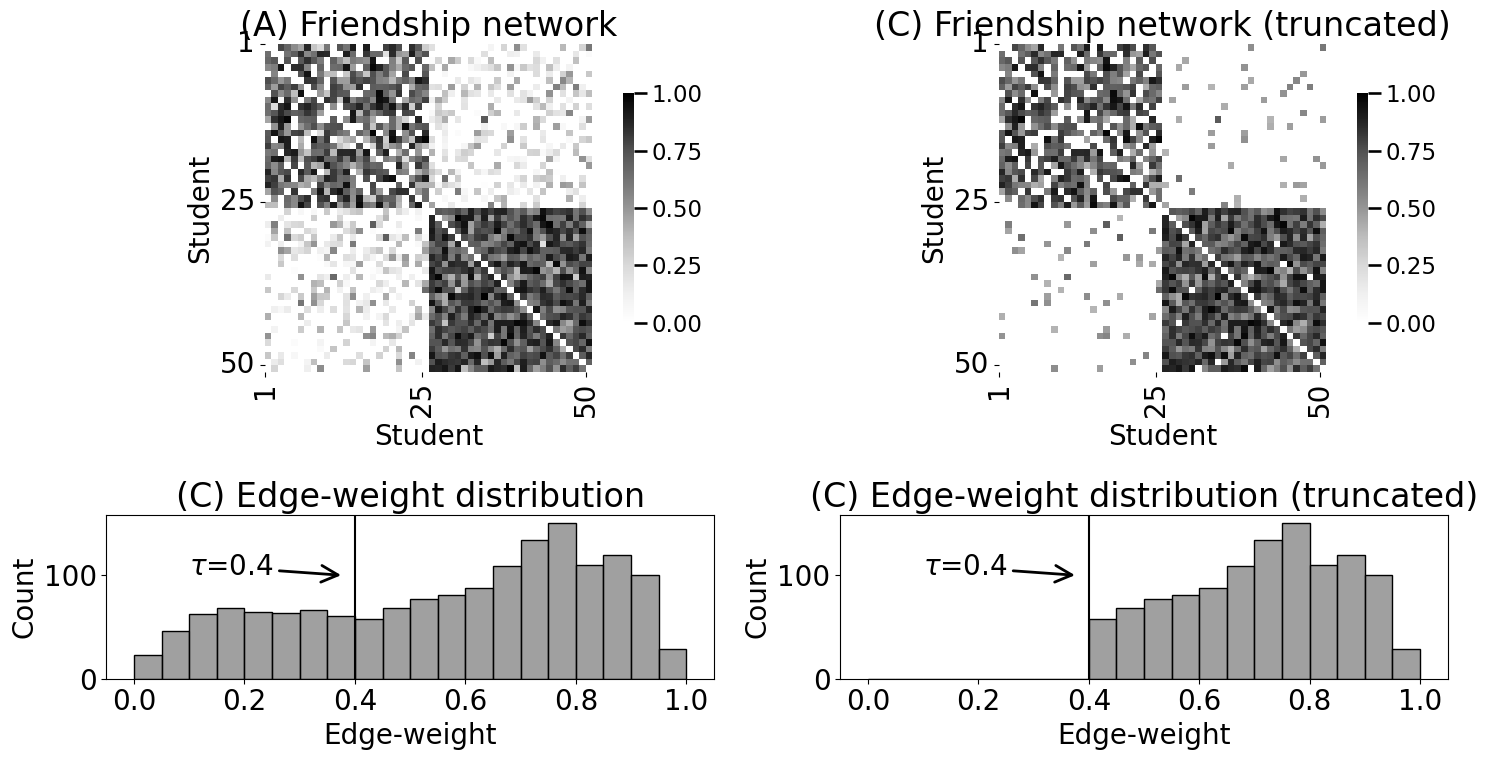 (A) Friendship network
Student
1
25
50
1
25
50
Student
1.00
0.75
0.50
0.25
0.00
(C) Friendship network (truncated)
Student
1
25
50
1
25
50
Student
1.00
0.75
0.50
0.25
0.00
(C) Edge-weight distribution
Count
100
0
τ=0.4
0.0 0.2 0.4 0.6 0.8 1.0
Edge-weight
(C) Edge-weight distribution (truncated)
Count
100
0
τ=0.4
0.0 0.2 0.4 0.6 0.8 1.0
Edge-weight